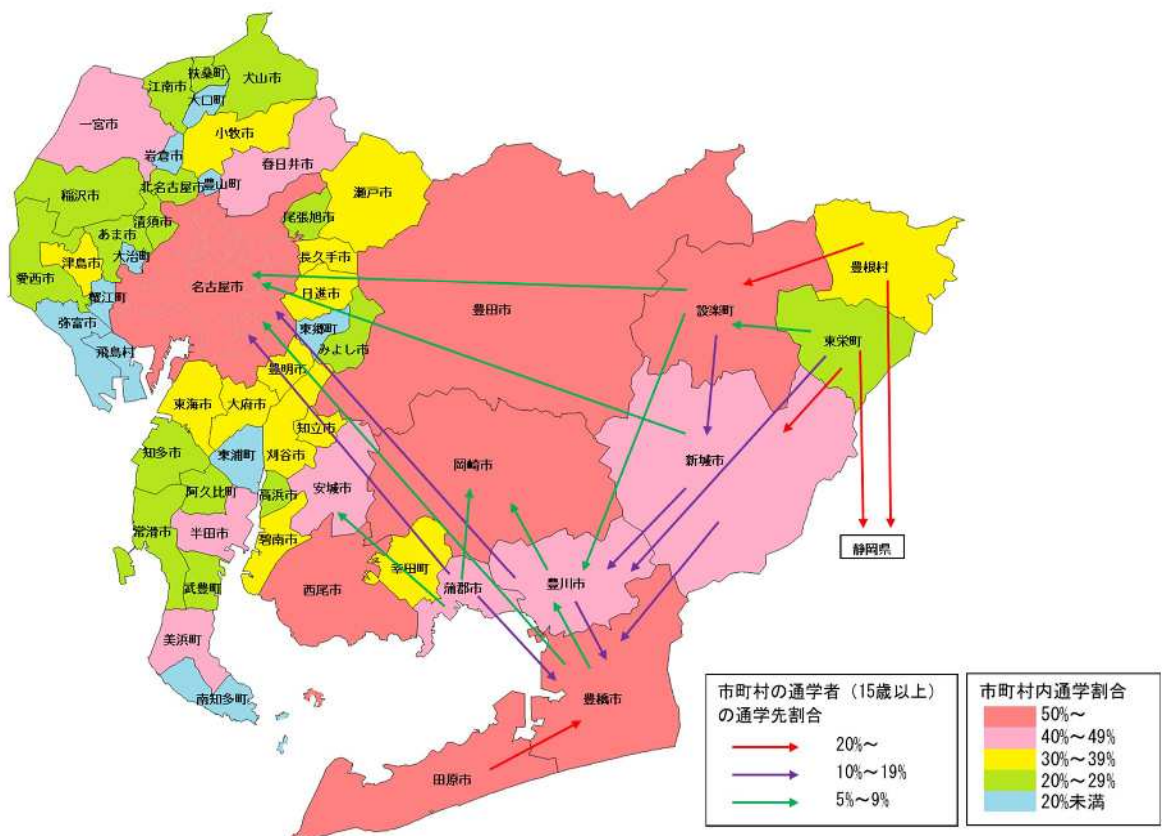 扶桑町
江南市
犬山市
大口町
一宮市
小牧市
岩倉市
春日井市
瀬戸市
北名古屋市
豊山町
稲沢市
尾張旭市
清須市
あま市
大治町
津島市
長久手市
豊根村
愛西市
名古屋市
日進市
蟹江町
豊田市
設楽町
弥富市
東郷町
東栄町
飛島村
みよし市
豊明市
東海市
大府市
知立市
知多市
東浦町
刈谷市
岡崎市
新城市
安城市
阿久比町
高浜市
常滑市
半田市
碧南市
静岡県
幸田町
豊川市
武豊町
西尾市
蒲郡市
美浜町
南知多町
豊橋市
田原市
市町村の通学者（15歳以上）
の通学先割合
20%～
10%～19%
5%～9%
市町村内通学割合
50%～
40%～49%
30%～39%
20%～29%
20%未満